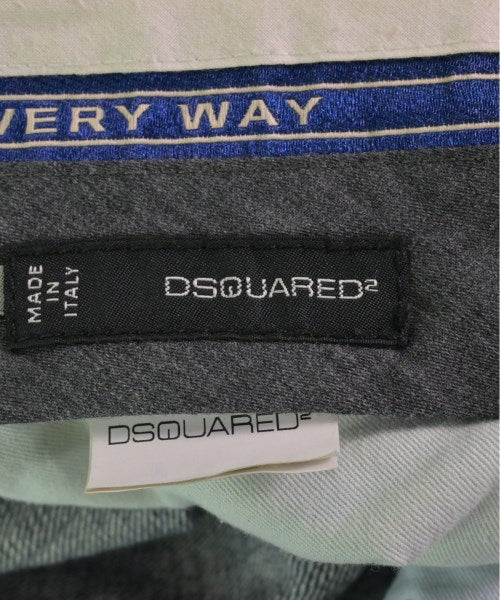 VERY WAY
MADE
IN
ITALY
DSQUARED²
DSQUARED²